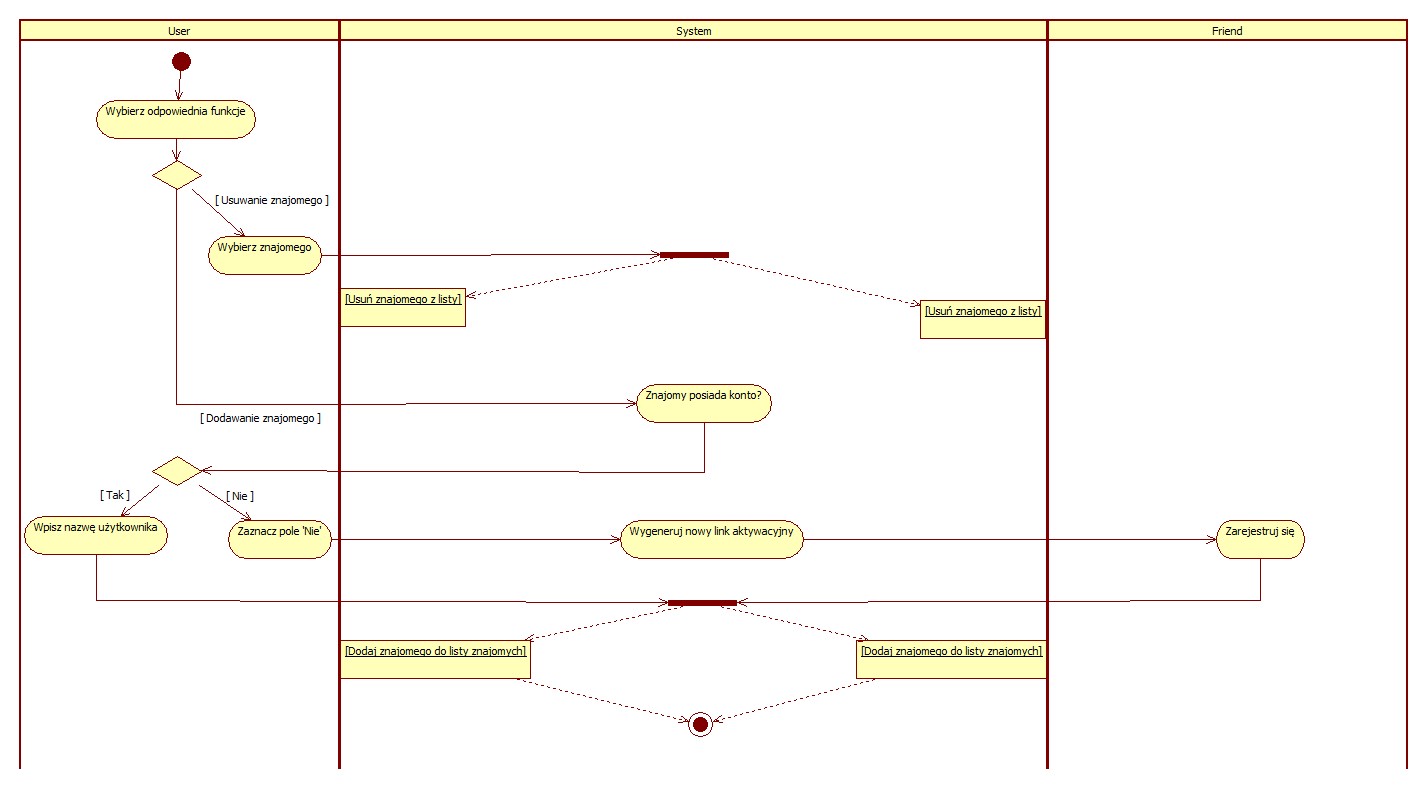 User
System
Friend
Wybierz odpowiednia funkcje
[ Usuwanie znajomego ]
Wybierz znajomego
[Usuń znajomego z listy]
[Usuń znajomego z listy]
Znajomy posiada konto?
[ Dodawanie znajomego ]
[ Tak ]
[ Nie ]
Wpisz nazwę użytkownika
Zaznacz pole 'Nie'
Wygeneruj nowy link aktywacyjny
Zarejestruj się
[Dodaj znajomego do listy znajomych]
[Dodaj znajomego do listy znajomych]